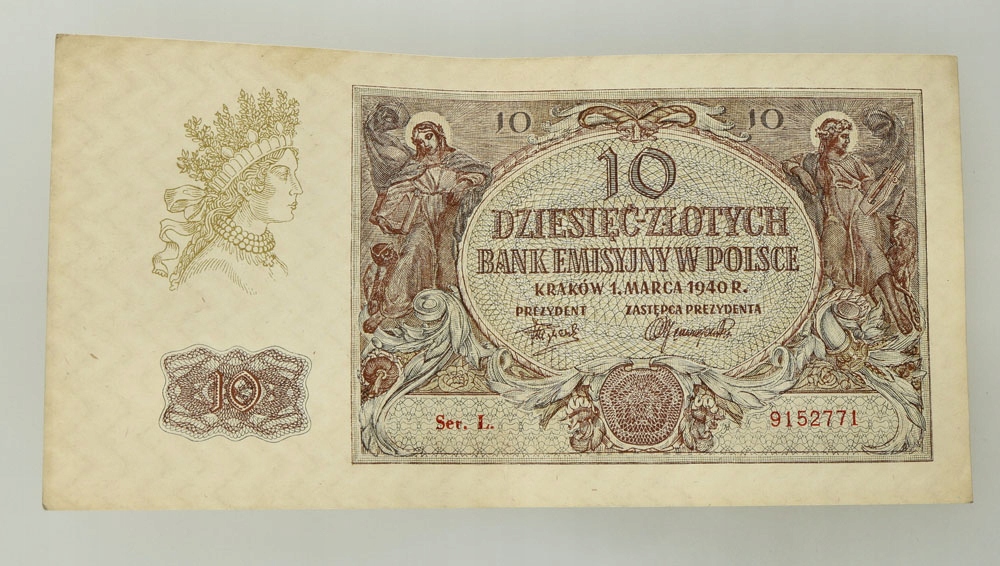 10 10
10
DZIESIĘĆ·ZŁOTYCH
BANK EMISYJNY W POLSCE
KRAKÓW 1. MARCA 1940 R.
PREZYDENT ZASTĘPCA PREZYDENTA
10
Ser. L. 9152771